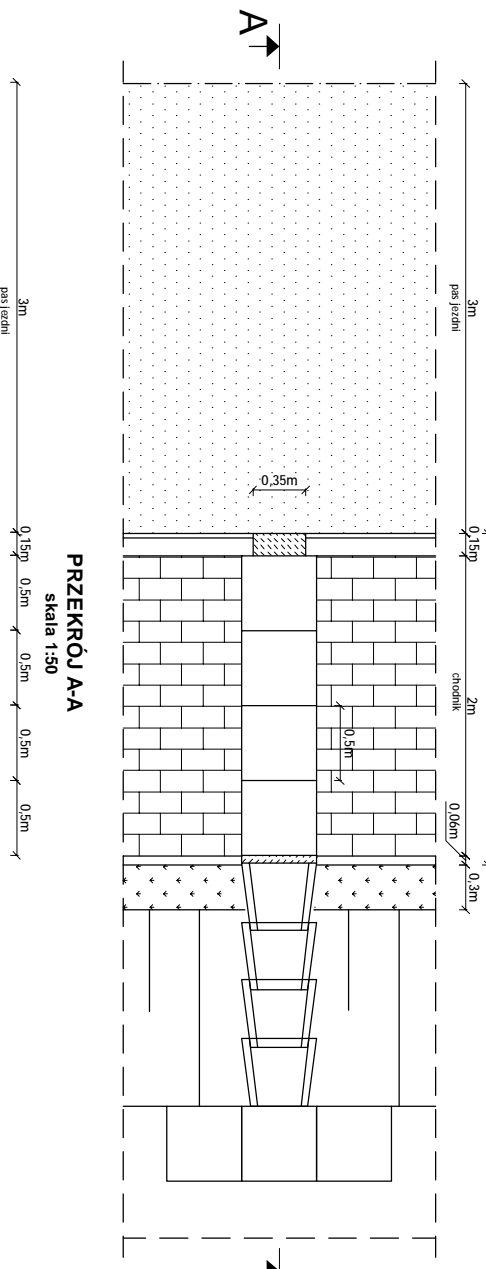 A
3m
pas jezdni
0,15m
2m
chodnik
0,06m
0,3m
0,35m
0,5m
PRZEKRÓJ A-A
skala 1:50
3m
pas jezdni
0,15m
0,5m
0,5m
0,5m
0,5m